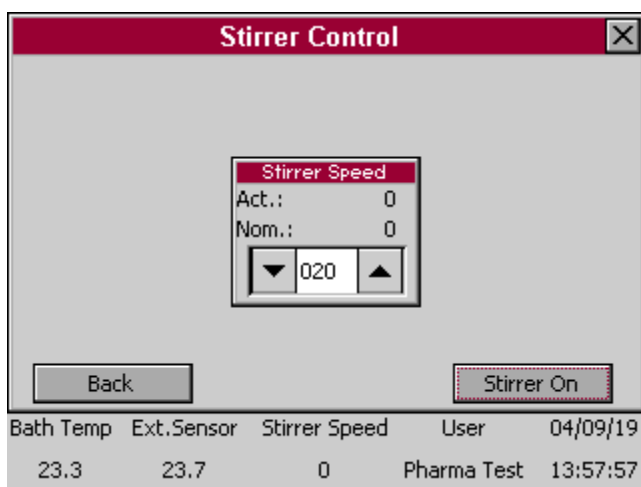 Stirrer Control
Stirrer Speed
Act.: 0
Nom.: 0
020
Back Stirrer On
Bath Temp Ext.Sensor Stirrer Speed User 04/09/19
23.3 23.7 0 Pharma Test 13:57:57